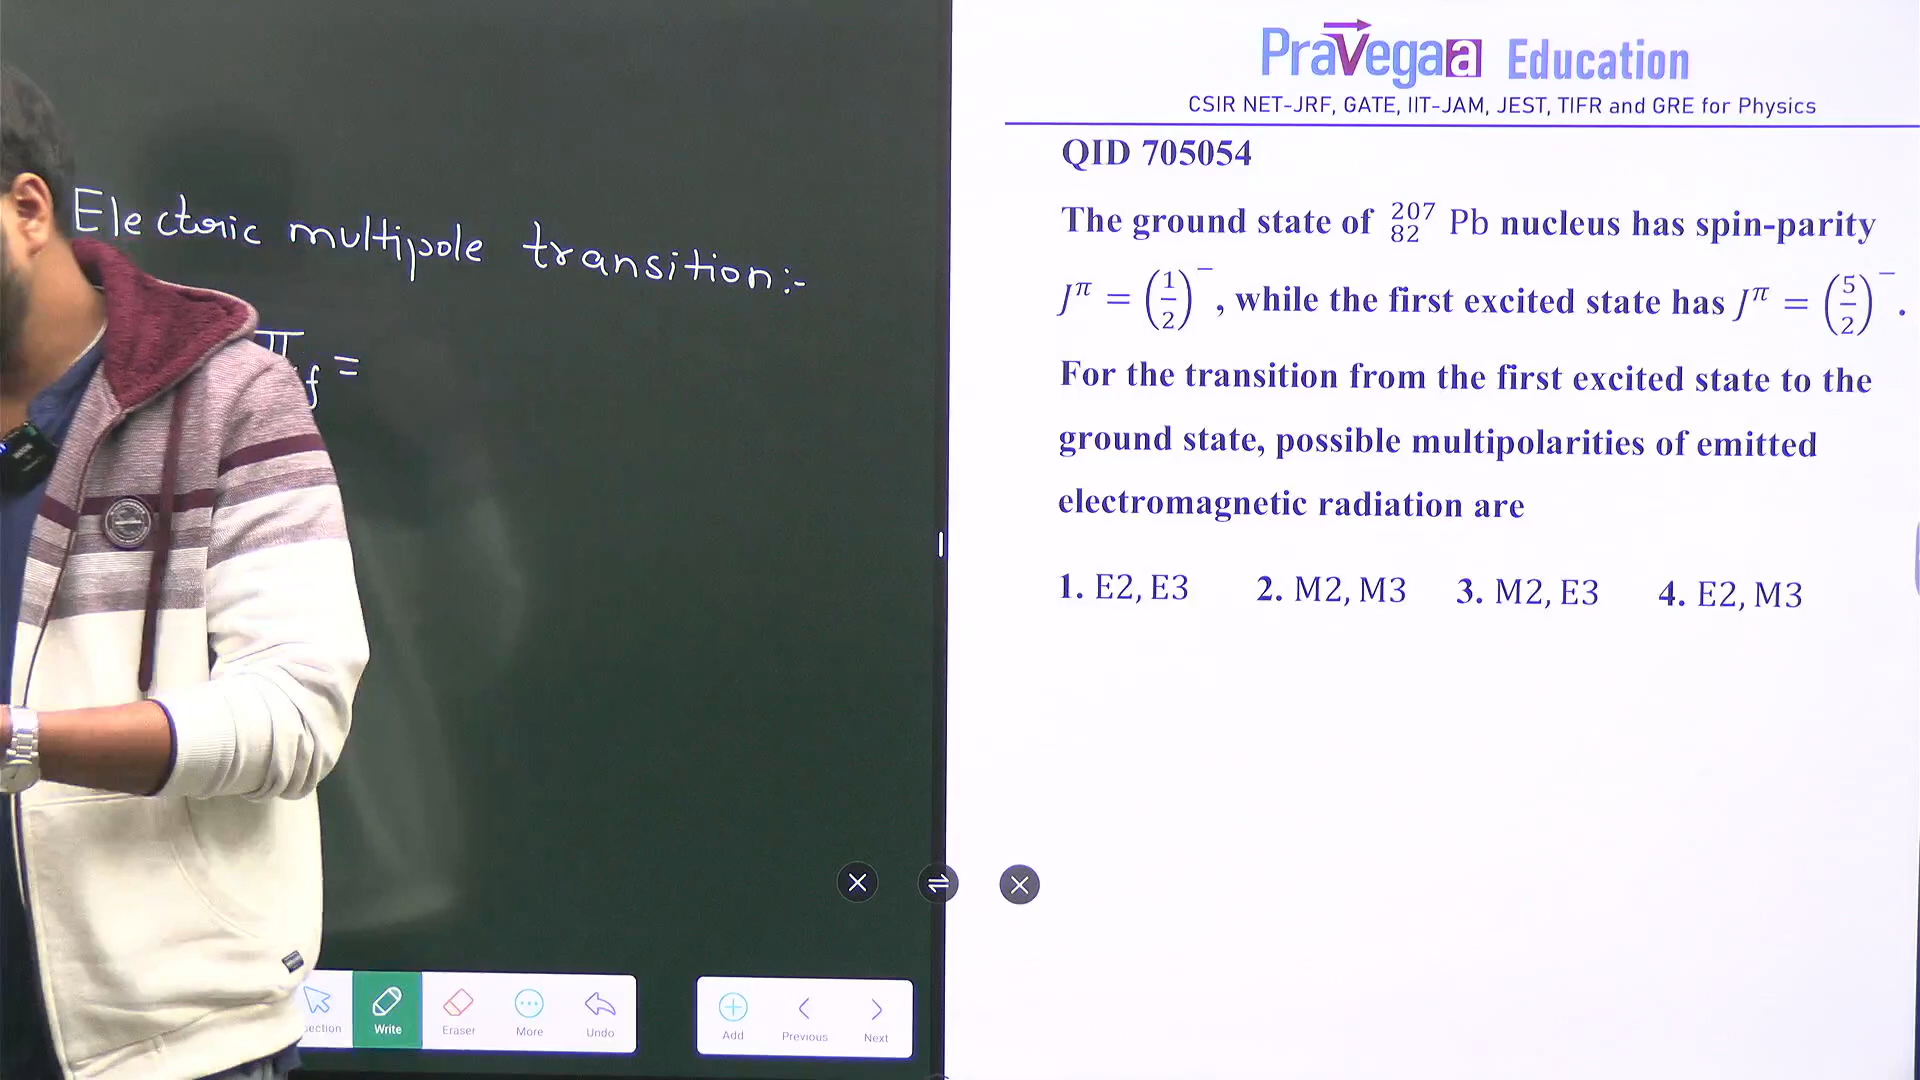 Electric multipole transition:-
π f =
Pravegaa Education
CSIR NET-JRF, GATE, IIT-JAM, JEST, TIFR and GRE for Physics
QID 705054
The ground state of ²⁰⁷₈₂ Pb nucleus has spin-parity
J^π = (1/2)⁻, while the first excited state has J^π = (5/2)⁻.
For the transition from the first excited state to the
ground state, possible multipolarities of emitted
electromagnetic radiation are
1. E2, E3 2. M2, M3 3. M2, E3 4. E2, M3
ection Write Eraser More Undo Add Previous Next